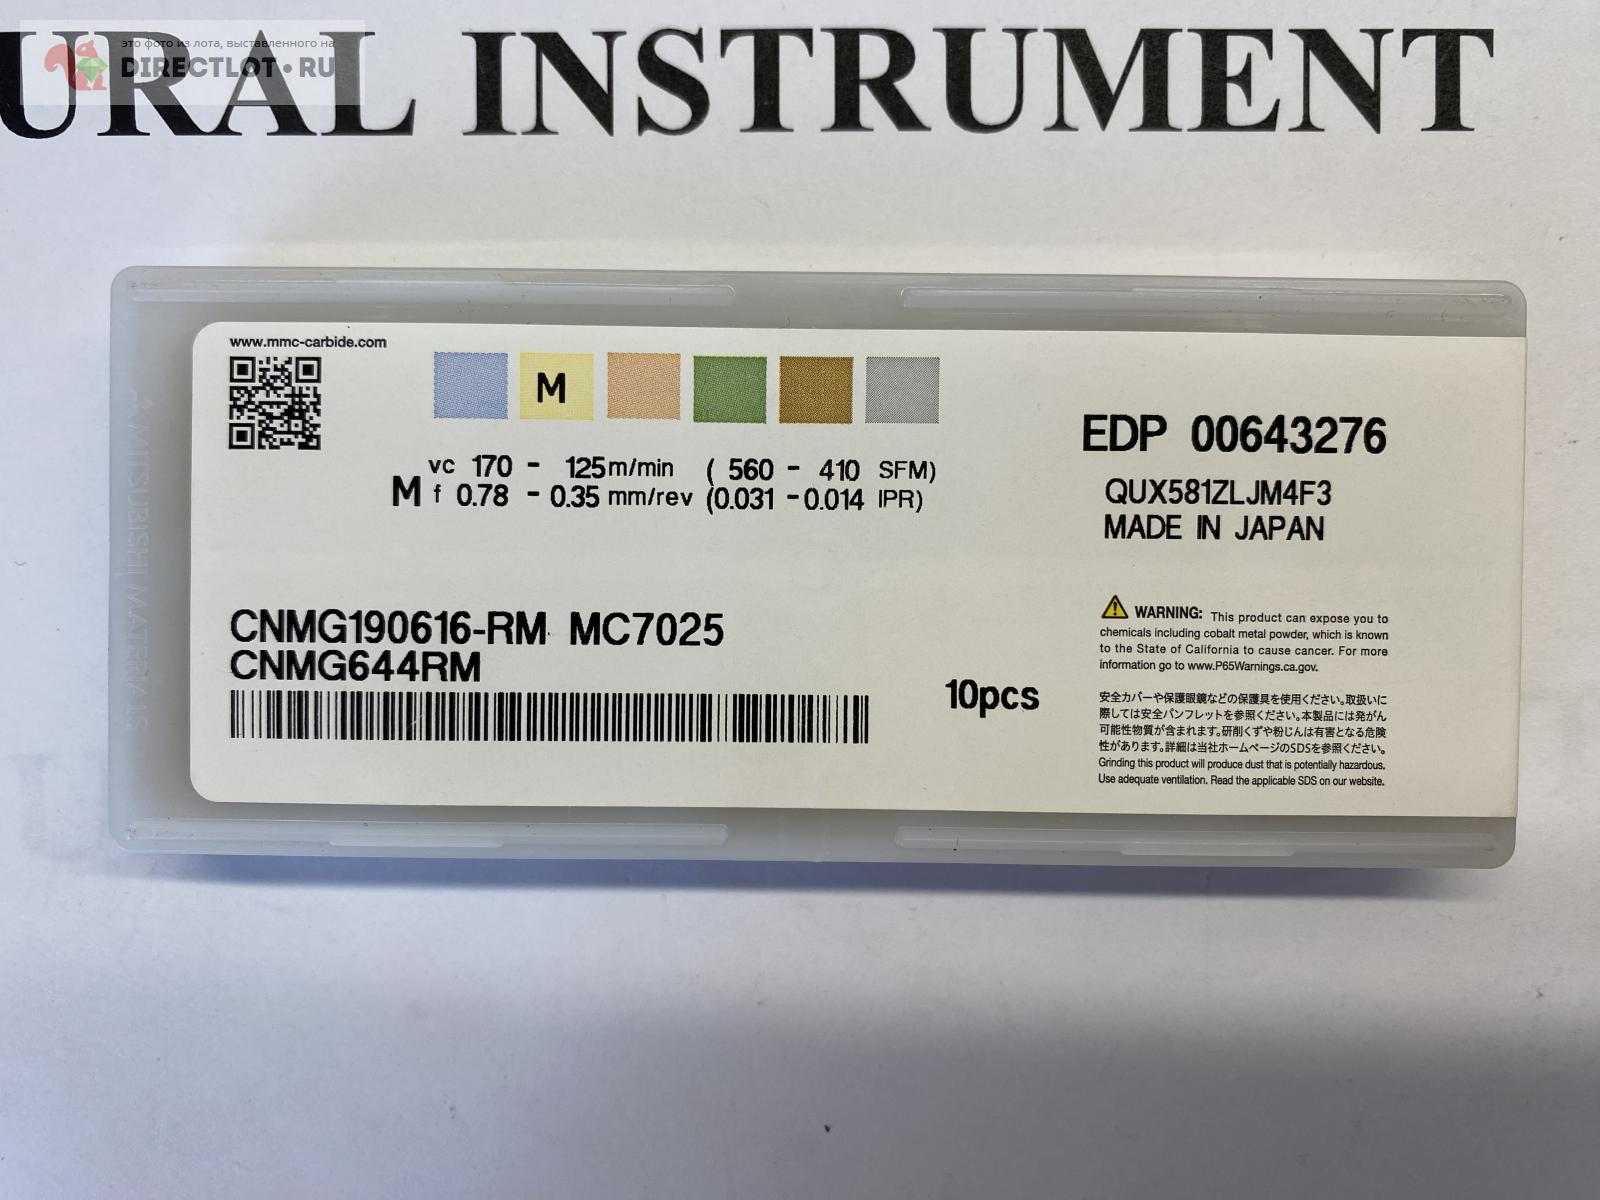 это фото из лота, выставленного на
DIRECTLOT•RU
URAL INSTRUMENT
www.mmc-carbide.com
M
vc 170 - 125m/min ( 560 - 410 SFM)
M f 0.78 - 0.35 mm/rev (0.031 - 0.014 IPR)
EDP 00643276
QUX581ZLJM4F3
MADE IN JAPAN
MITSUBISHI MATERIALS
CNMG190616-RM MC7025
CNMG644RM
10pcs
WARNING: This product can expose you to
chemicals including cobalt metal powder, which is known
to the State of California to cause cancer. For more
information go to www.P65Warnings.ca.gov.
安全カバーや保護眼鏡などの保護具を使用ください。取扱いに
際しては安全パンフレットを参照ください。本製品には発がん
可能性物質が含まれます。研削くずや粉じんは有害となる危険
性があります。詳細は当社ホームページのSDSを参照ください。
Grinding this product will produce dust that is potentially hazardous.
Use adequate ventilation. Read the applicable SDS on our website.